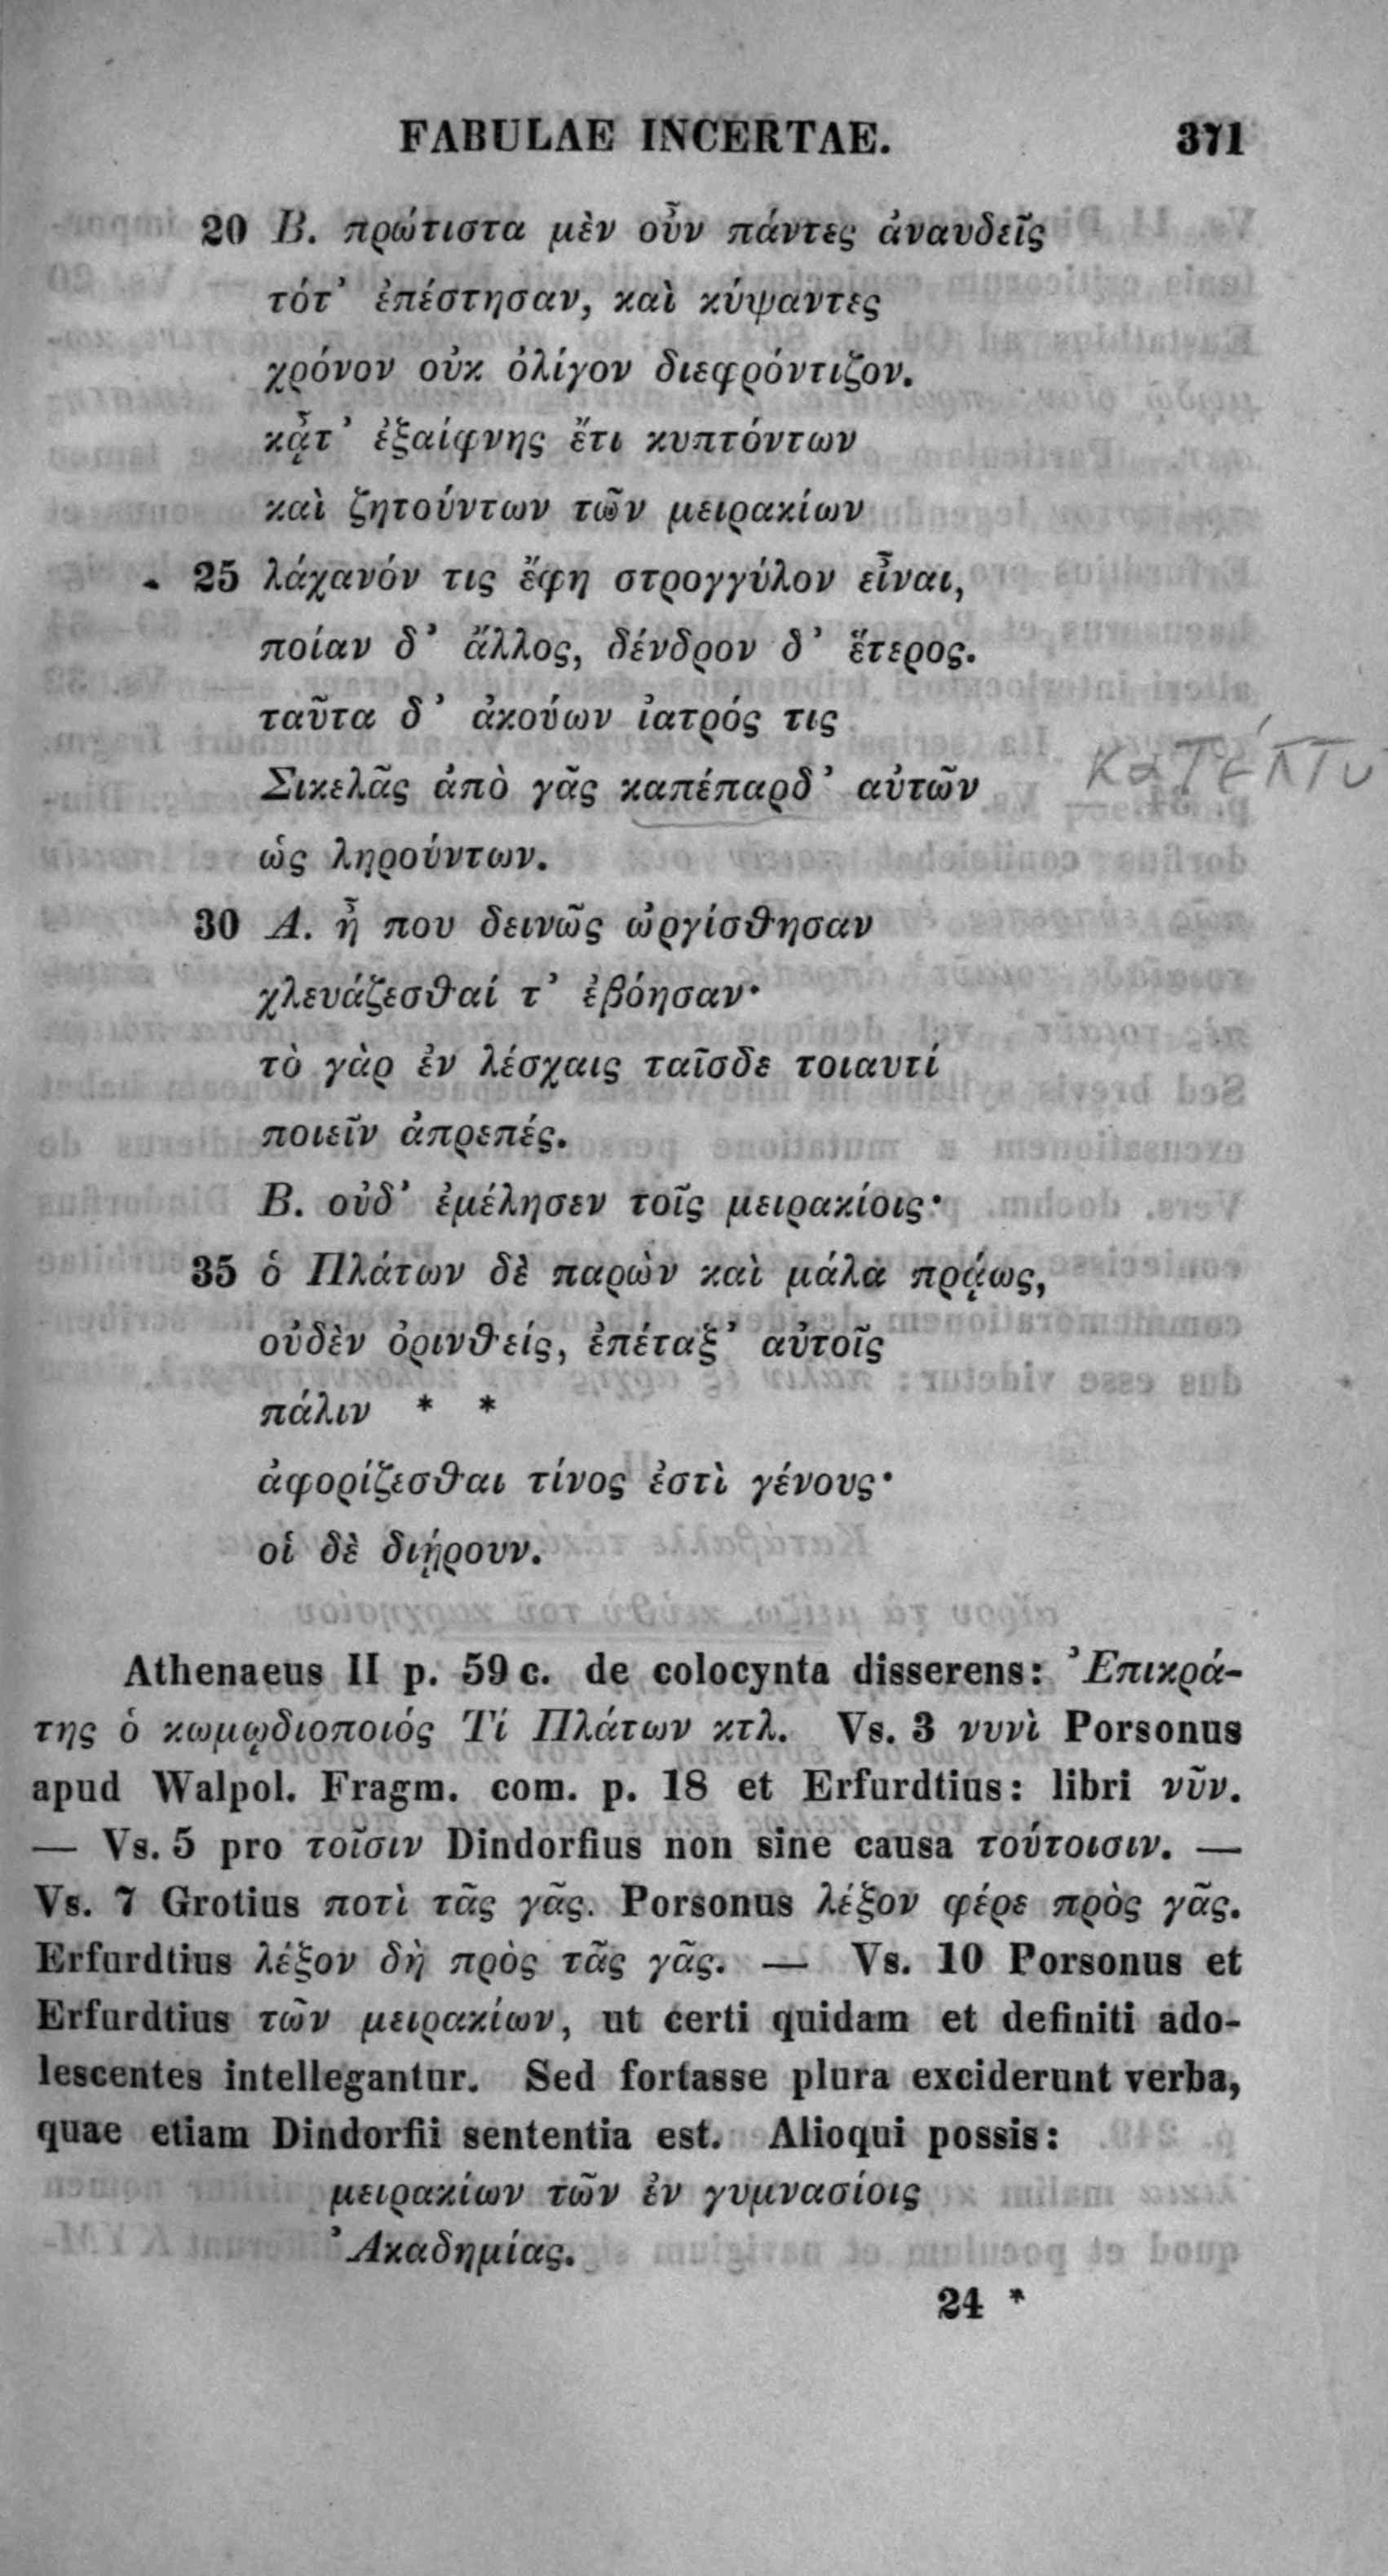 FABULAE INCERTAE. 371
20 Β. πρώτιστα μὲν οὖν πάντες ἀναυδεῖς
τότ’ ἐπέστησαν, καὶ κύψαντες
χρόνον οὐκ ὀλίγον διεφρόντιζον.
κᾆτ’ ἐξαίφνης ἔτι κυπτόντων
καὶ ζητούντων τῶν μειρακίων
25 λάχανόν τις ἔφη στρογγύλον εἶναι,
ποίαν δ’ ἄλλος, δένδρον δ’ ἕτερος.
ταῦτα δ’ ἀκούων ἰατρός τις
Σικελᾶς ἀπὸ γᾶς καπέπαρδ’ αὐτῶν
ὡς ληρούντων.
30 Α. ἦ που δεινῶς ὠργίσθησαν
χλευάζεσθαί τ’ ἐβόησαν·
τὸ γὰρ ἐν λέσχαις ταῖσδε τοιαυτί
ποιεῖν ἀπρεπές.
Β. οὐδ’ ἐμέλησεν τοῖς μειρακίοις·
35 ὁ Πλάτων δὲ παρὼν καὶ μάλα πρᾴως,
οὐδὲν ὀρινθείς, ἐπέταξ’ αὐτοῖς
πάλιν * *
ἀφορίζεσθαι τίνος ἐστὶ γένους·
οἱ δὲ διῄρουν.
Athenaeus II p. 59 c. de colocynta disserens: Ἐπικρά-
της ὁ κωμῳδιοποιός Τί Πλάτων κτλ. Vs. 3 νυνὶ Porsonus
apud Walpol. Fragm. com. p. 18 et Erfurdtius: libri νῦν.
— Vs. 5 pro τοῖσιν Dindorfius non sine causa τούτοισιν. —
Vs. 7 Grotius ποτὶ τᾶς γᾶς. Porsonus λέξον φέρε πρὸς γᾶς.
Erfurdtius λέξον δὴ πρὸς τᾶς γᾶς. — Vs. 10 Porsonus et
Erfurdtius τῶν μειρακίων, ut certi quidam et definiti ado-
lescentes intellegantur. Sed fortasse plura exciderunt verba,
quae etiam Dindorfii sententia est. Alioqui possis:
μειρακίων τῶν ἐν γυμνασίοις
Ἀκαδημίας.
24 *